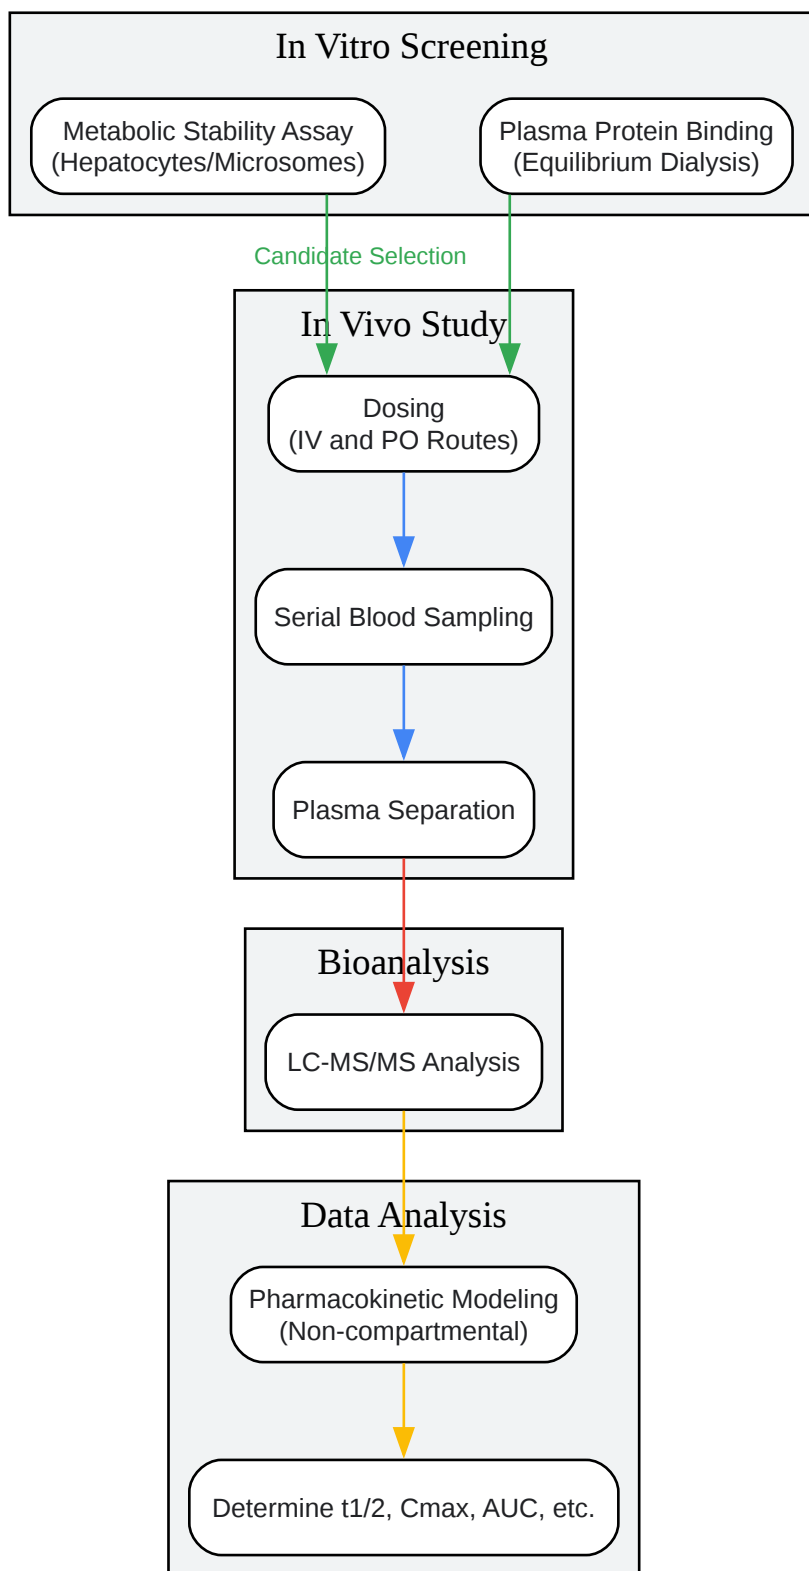 In Vitro Screening
Metabolic Stability Assay
(Hepatocytes/Microsomes)
Plasma Protein Binding
(Equilibrium Dialysis)
Candidate Selection
In Vivo Study
Dosing
(IV and PO Routes)
Serial Blood Sampling
Plasma Separation
Bioanalysis
LC-MS/MS Analysis
Data Analysis
Pharmacokinetic Modeling
(Non-compartmental)
Determine t1/2, Cmax, AUC, etc.